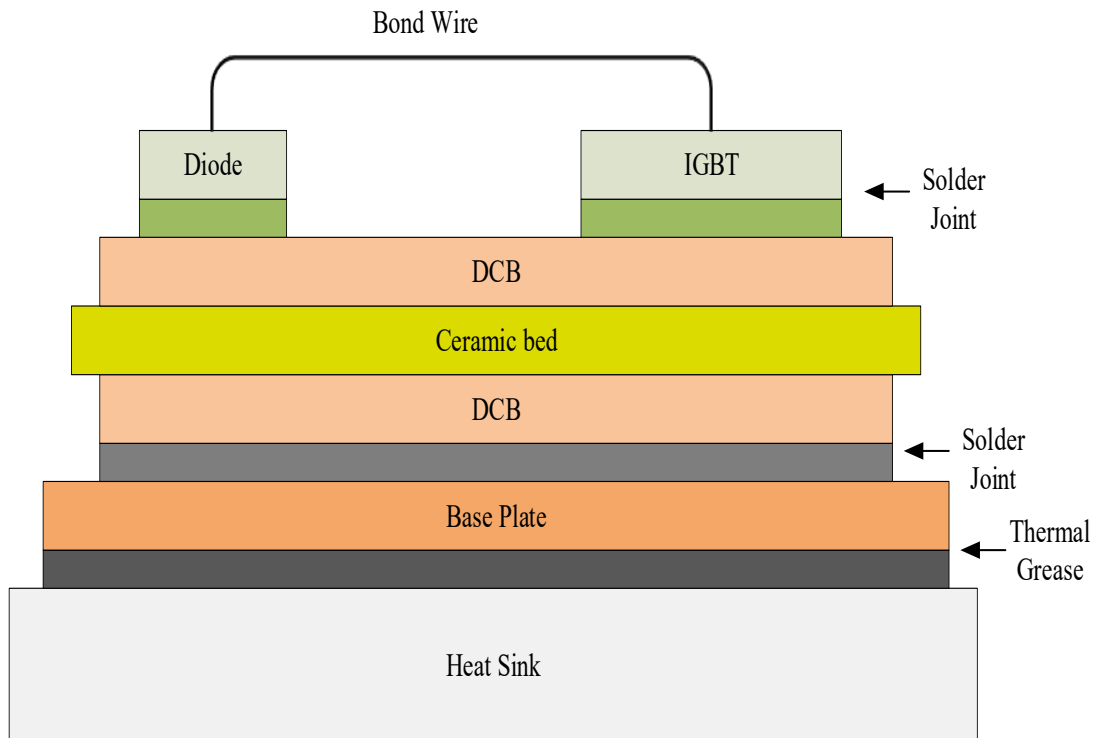 Bond Wire
Diode
IGBT
Solder
Joint
DCB
Ceramic bed
DCB
Solder
Joint
Base Plate
Thermal
Grease
Heat Sink